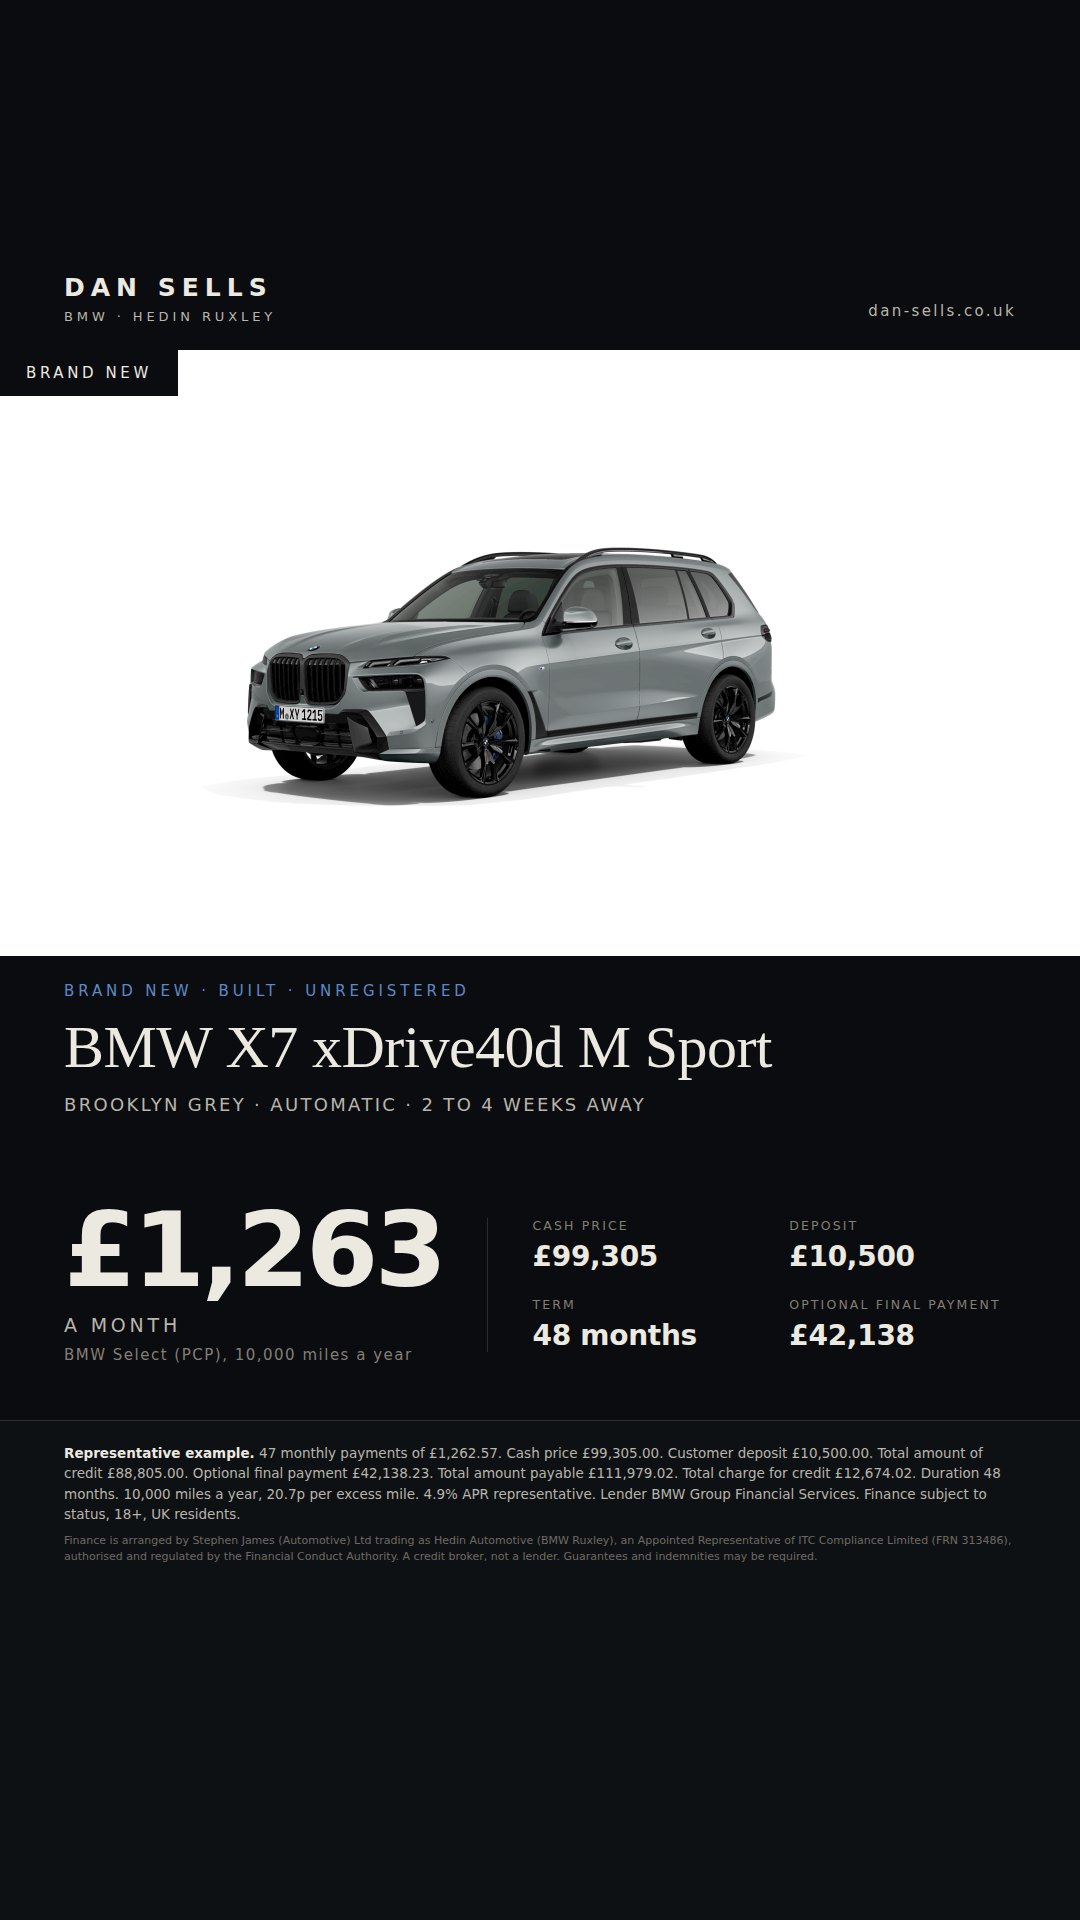 DAN SELLS
BMW · HEDIN RUXLEY
dan-sells.co.uk
BRAND NEW
M XY 1215
BRAND NEW · BUILT · UNREGISTERED
BMW X7 xDrive40d M Sport
BROOKLYN GREY · AUTOMATIC · 2 TO 4 WEEKS AWAY
£1,263
A MONTH
BMW Select (PCP), 10,000 miles a year
CASH PRICE
£99,305
DEPOSIT
£10,500
TERM
48 months
OPTIONAL FINAL PAYMENT
£42,138
Representative example. 47 monthly payments of £1,262.57. Cash price £99,305.00. Customer deposit £10,500.00. Total amount of
credit £88,805.00. Optional final payment £42,138.23. Total amount payable £111,979.02. Total charge for credit £12,674.02. Duration 48
months. 10,000 miles a year, 20.7p per excess mile. 4.9% APR representative. Lender BMW Group Financial Services. Finance subject to
status, 18+, UK residents.
Finance is arranged by Stephen James (Automotive) Ltd trading as Hedin Automotive (BMW Ruxley), an Appointed Representative of ITC Compliance Limited (FRN 313486),
authorised and regulated by the Financial Conduct Authority. A credit broker, not a lender. Guarantees and indemnities may be required.